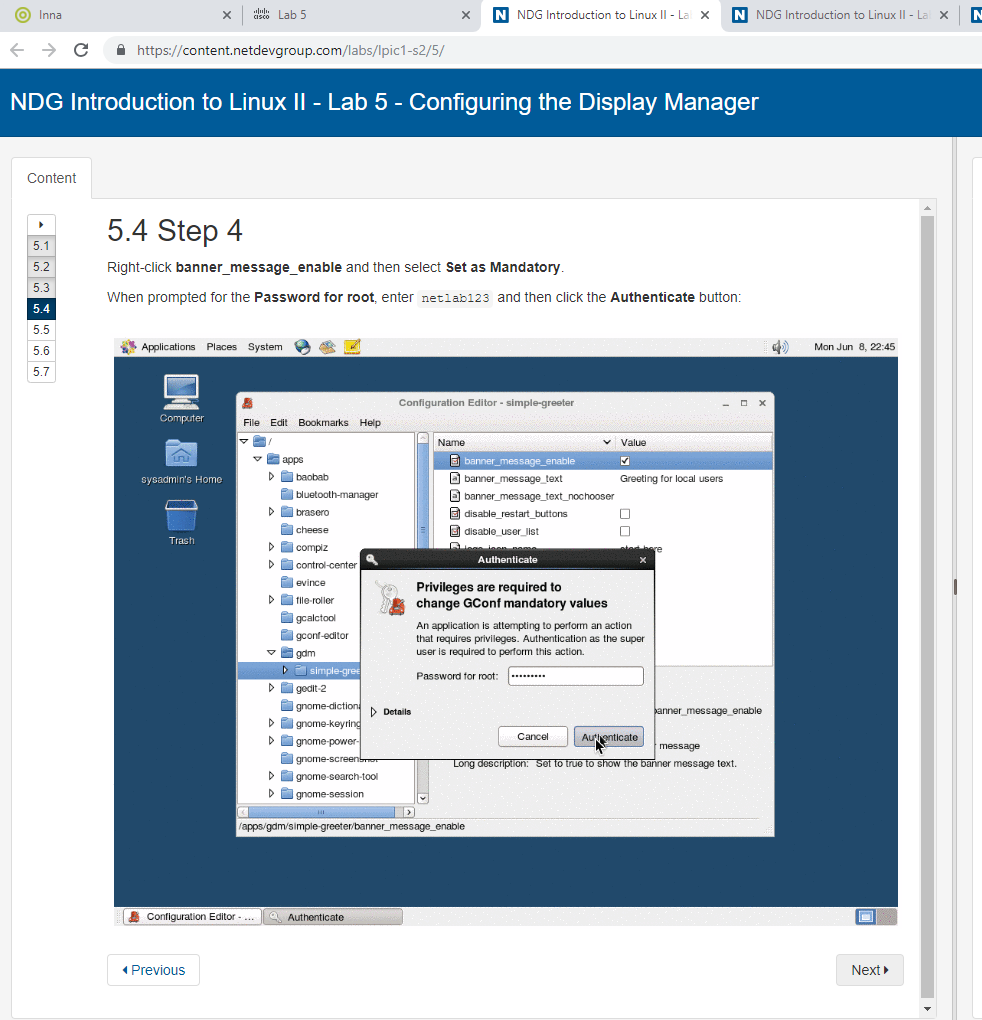 Inna
Lab 5
NDG Introduction to Linux II - La
NDG Introduction to Linux II - La
https://content.netdevgroup.com/labs/lpic1-s2/5/
NDG Introduction to Linux II - Lab 5 - Configuring the Display Manager
Content
5.1
5.2
5.3
5.4
5.5
5.6
5.7
5.4 Step 4
Right-click banner_message_enable and then select Set as Mandatory.
When prompted for the Password for root, enter netlab123 and then click the Authenticate button:
Applications Places System
Mon Jun 8, 22:45
Computer
sysadmin's Home
Trash
Configuration Editor - simple-greeter
File Edit Bookmarks Help
/
apps
baobab
bluetooth-manager
brasero
cheese
compiz
control-center
evince
file-roller
gcalctool
gconf-editor
gdm
simple-gree
gedit-2
gnome-dictiona
gnome-keyring
gnome-power-
gnome-screenshot
gnome-search-tool
gnome-session
Name Value
banner_message_enable
banner_message_text Greeting for local users
banner_message_text_nochooser
disable_restart_buttons
disable_user_list
logo_icon_name start-here
Authenticate
Privileges are required to
change GConf mandatory values
An application is attempting to perform an action
that requires privileges. Authentication as the super
user is required to perform this action.
Password for root: •••••••••
Details
Cancel Authenticate
banner_message_enable
message
Long description: Set to true to show the banner message text.
/apps/gdm/simple-greeter/banner_message_enable
Configuration Editor - ...
Authenticate
Previous
Next